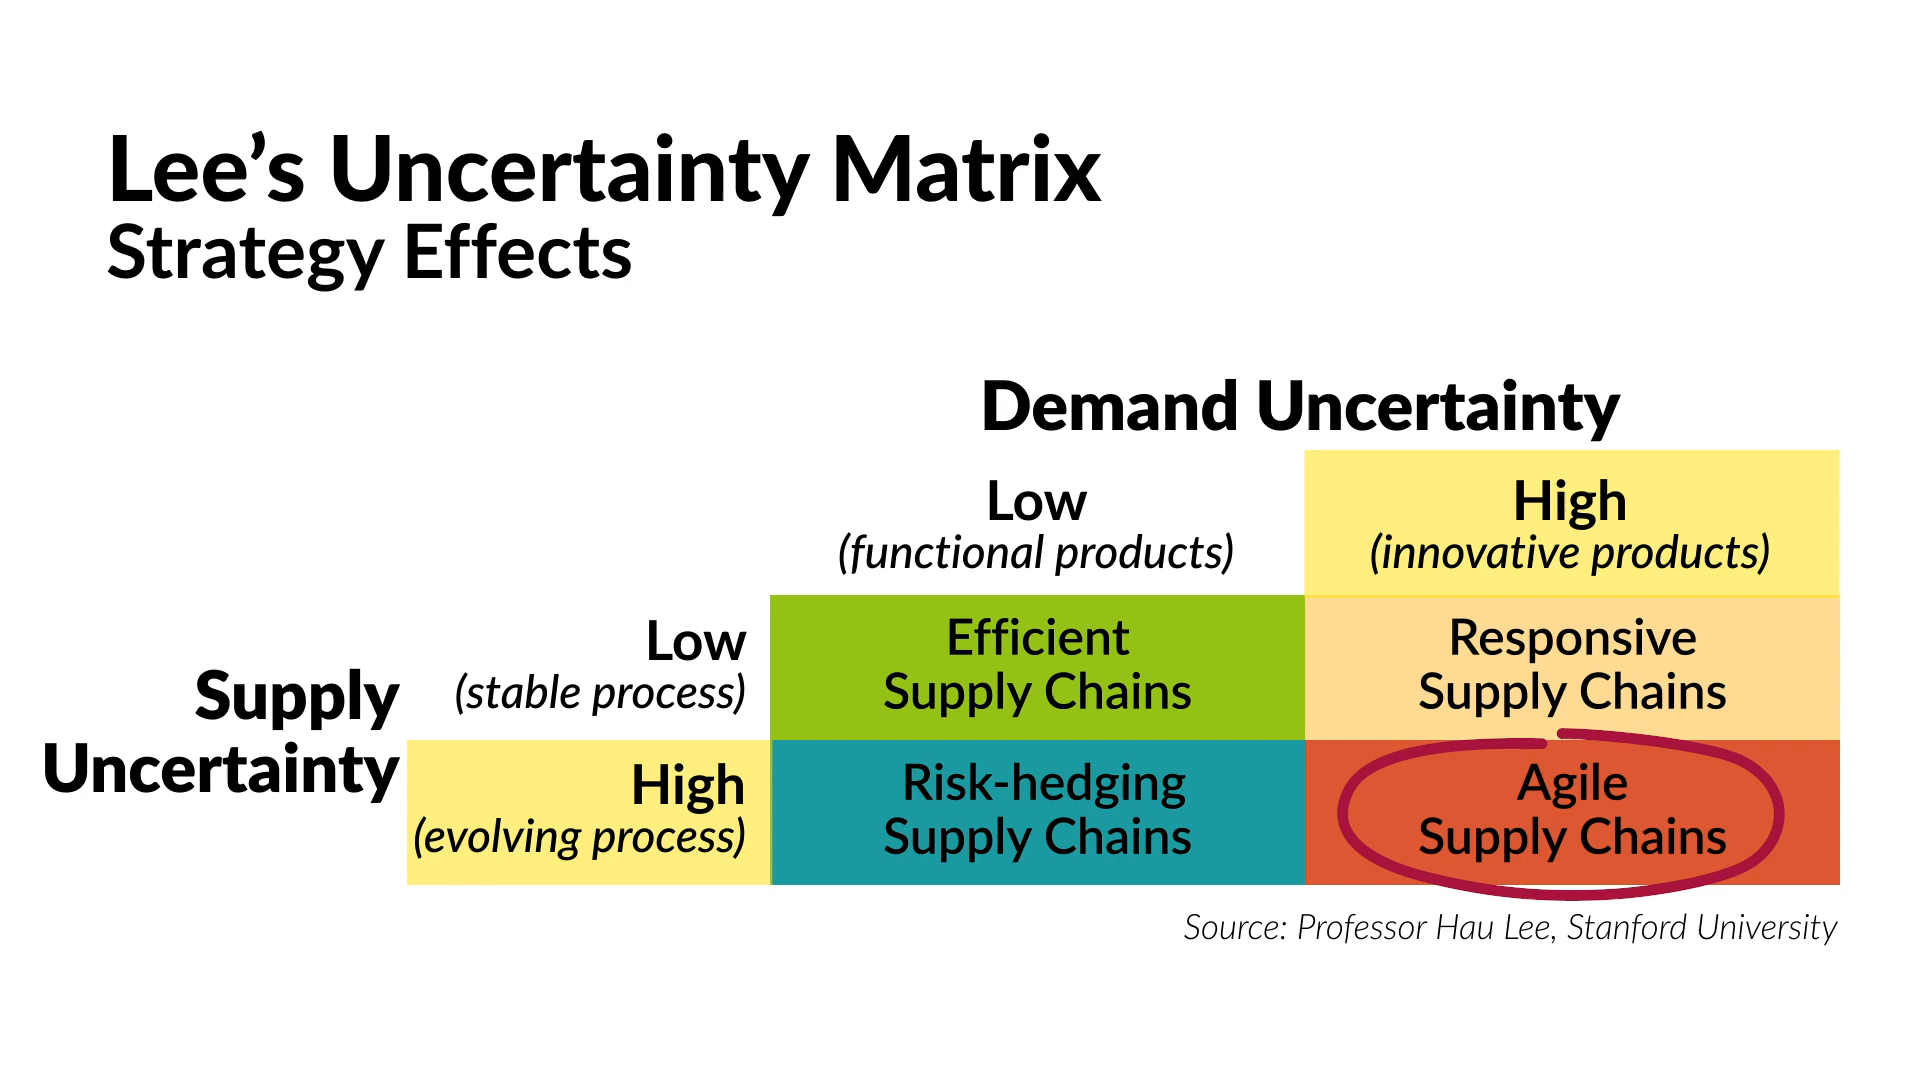 Lee’s Uncertainty Matrix
Strategy Effects
Demand Uncertainty
Low
(functional products)
High
(innovative products)
Supply
Uncertainty
Low
(stable process)
Efficient
Supply Chains
Responsive
Supply Chains
High
(evolving process)
Risk-hedging
Supply Chains
Agile
Supply Chains
Source: Professor Hau Lee, Stanford University